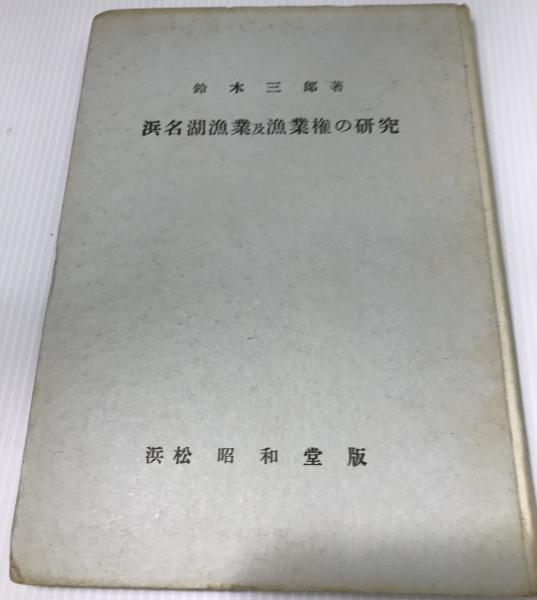 鈴木三郎著
浜名湖漁業及漁業権の研究
浜松 昭和堂版